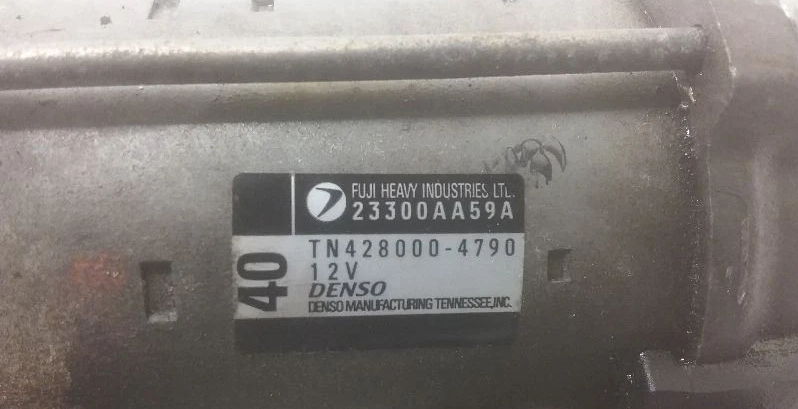 FUJI HEAVY INDUSTRIES LTD.
23300AA59A
40
TN428000-4790
12V
DENSO
DENSO MANUFACTURING TENNESSEE,INC.